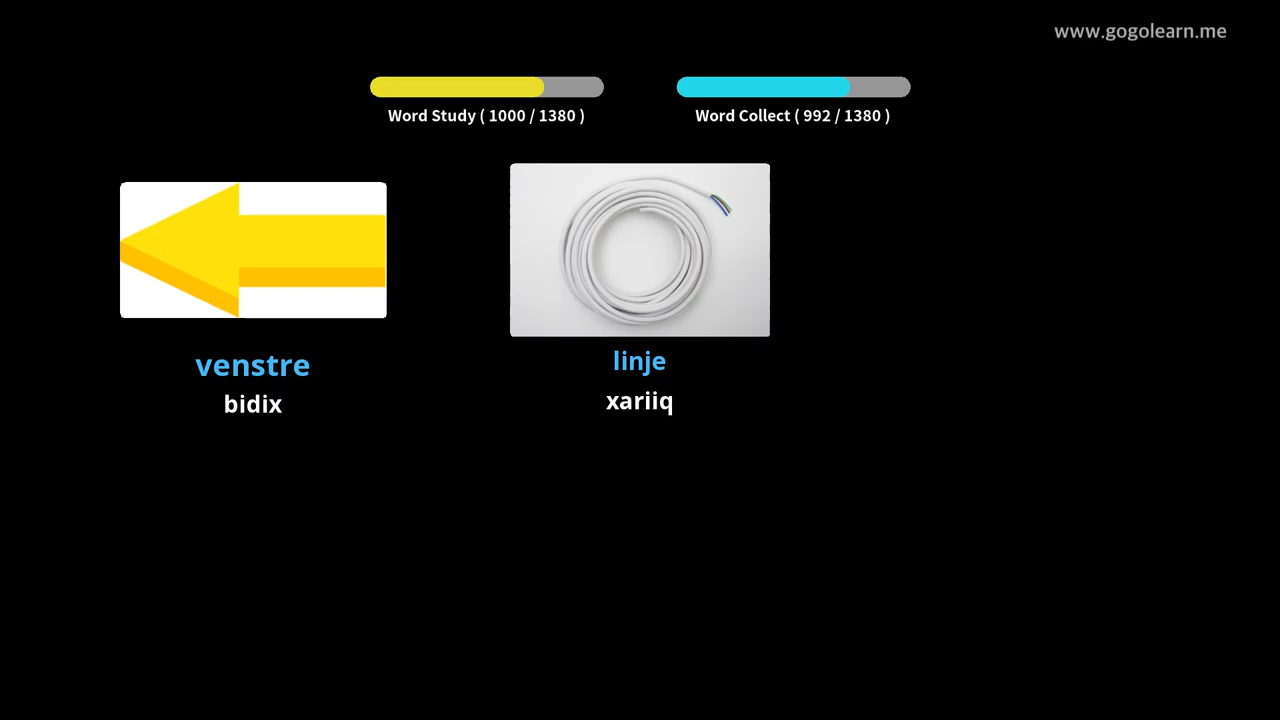 www.gogolearn.me
Word Study ( 1000 / 1380 )
Word Collect ( 992 / 1380 )
venstre
bidix
linje
xariiq